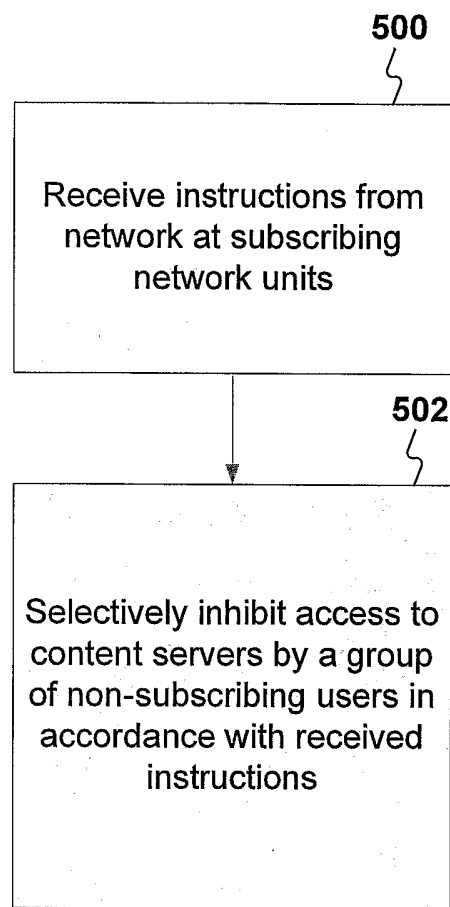 500
Receive instructions from
network at subscribing
network units
502
Selectively inhibit access to
content servers by a group
of non-subscribing users in
accordance with received
instructions